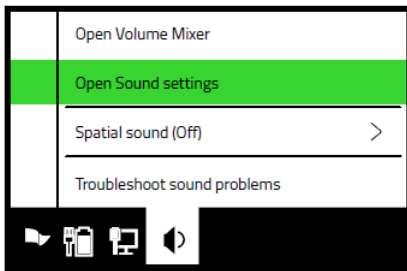 Open Volume Mixer
Open Sound settings
Spatial sound (Off)
Troubleshoot sound problems